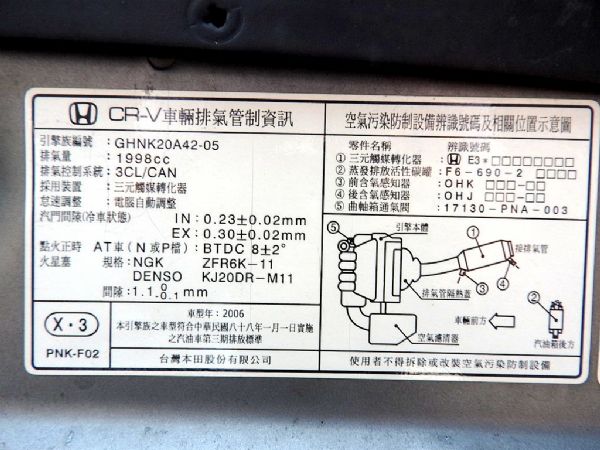 CR-V車輛排氣管制資訊
引擎族編號 : GHNK20A42-05
排氣量 : 1998cc
排氣控制系統 : 3CL/CAN
採用裝置 : 三元觸媒轉化器
怠速調整 : 電腦自動調整
汽門間隙(冷車狀態) IN : 0.23±0.02mm
EX : 0.30±0.02mm
點火正時 AT車(N或P檔) : BTDC 8±2°
火星塞 規格 : NGK ZFR6K-11
DENSO KJ20DR-M11
間隙 : 1.1 0 -0.1 mm
X・3
PNK-F02
車型年 : 2006
本引擎族之車型符合中華民國八十八年一月一日實施
之汽油車第三期排放標準
台灣本田股份有限公司
空氣污染防制設備辨識號碼及相關位置示意圖
零件名稱 辨識號碼
①三元觸媒轉化器 : E3*□□□□□□□□
②蒸發排放活性碳罐 : F6-690-2 □□□□
③前含氧感知器 : OHK □□□-□□
④後含氧感知器 : OHJ □□□-□□
⑤曲軸箱通氣閥 : 17130-PNA-003
⑤
引擎本體
①
接排氣管
④
③
排氣管隔熱蓋
②
車輛前方
空氣濾清器
汽油箱後方
使用者不得拆除或改裝空氣污染防制設備